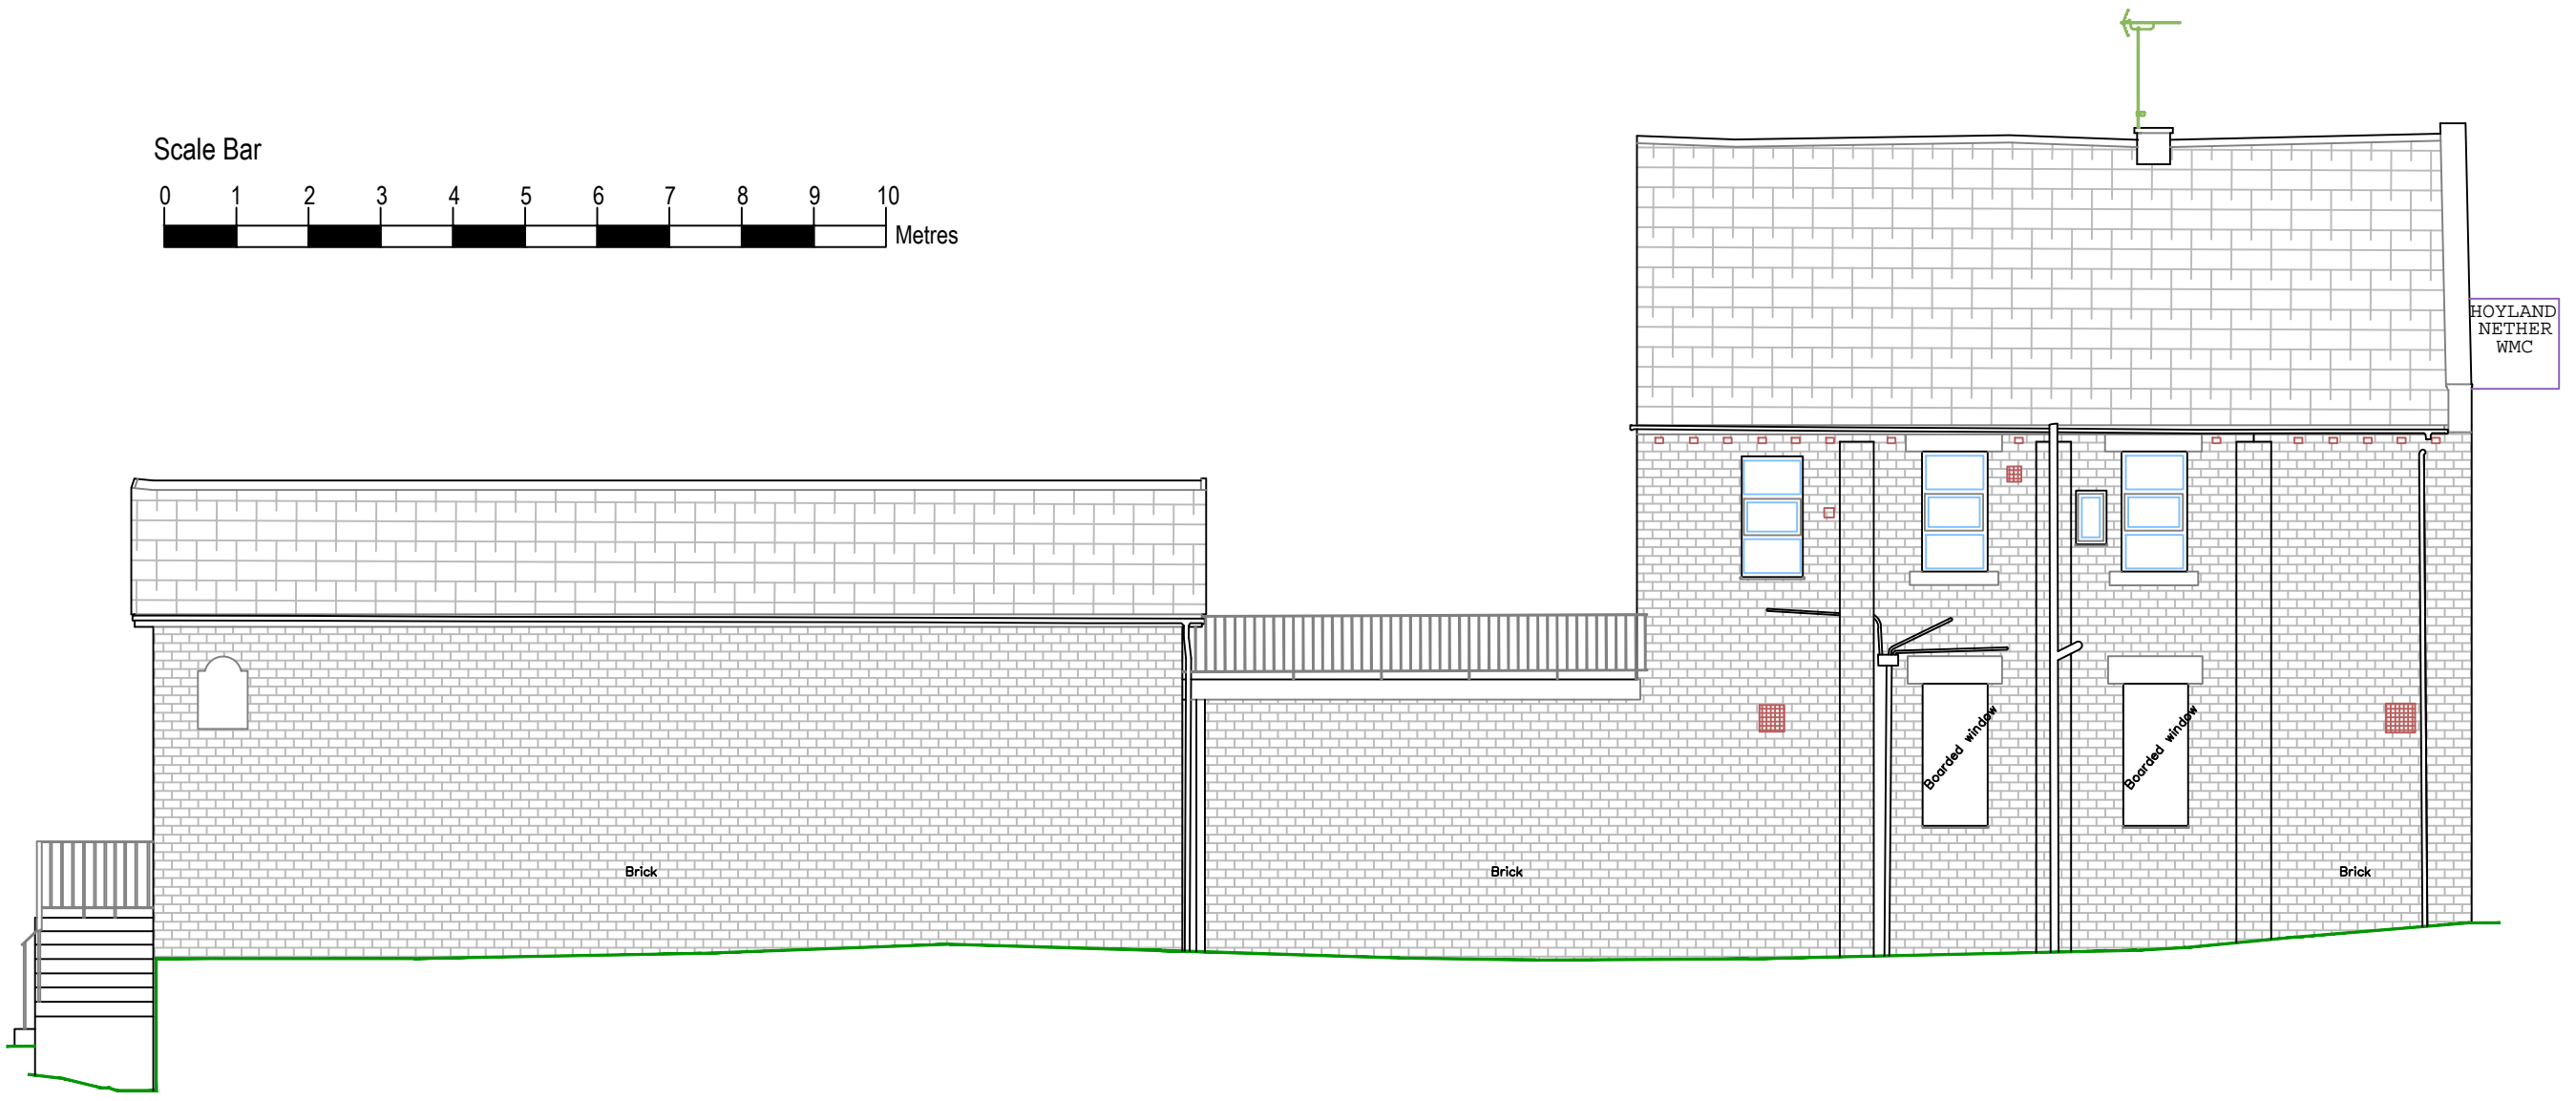 Scale Bar
0 1 2 3 4 5 6 7 8 9 10
Metres
HOYLAND
NETHER
WMC
Boarded window
Boarded window
Brick
Brick
Brick